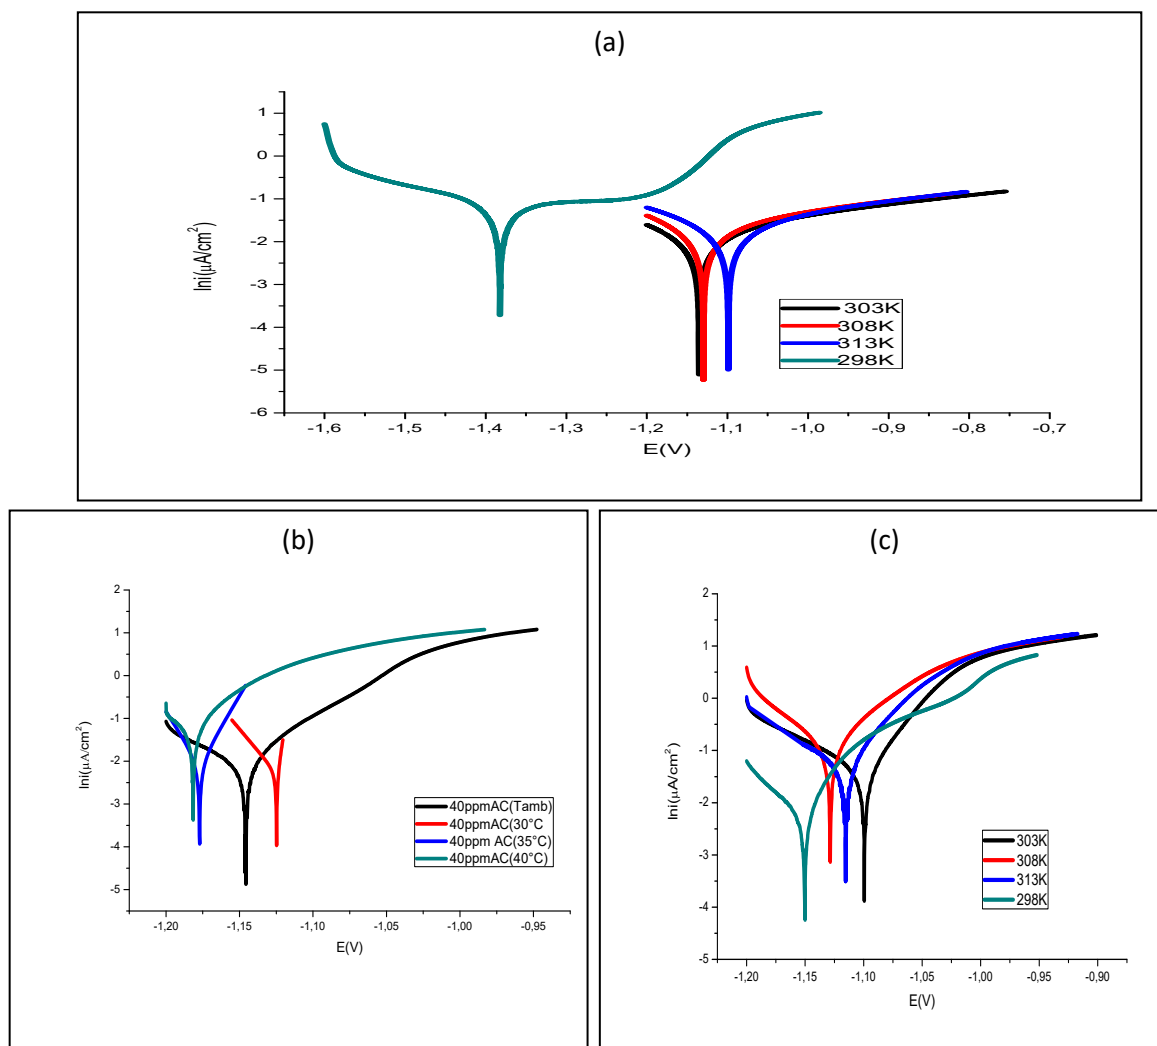 (a)
1
0
-1
-2
-3
-4
-5
-6
lni(μA/cm²)
-1,6
-1,5
-1,4
-1,3
-1,2
-1,1
-1,0
-0,9
-0,8
-0,7
E(V)
303K
308K
313K
298K
(b)
2
1
0
-1
-2
-3
-4
-5
lni(μA/cm²)
-1,20
-1,15
-1,10
-1,05
-1,00
-0,95
E(V)
40ppmAC(Tamb)
40ppmAC(30°C
40ppm AC(35°C)
40ppmAC(40°C)
(c)
2
1
0
-1
-2
-3
-4
-5
lni(μA/cm²)
-1,20
-1,15
-1,10
-1,05
-1,00
-0,95
-0,90
E(V)
303K
308K
313K
298K